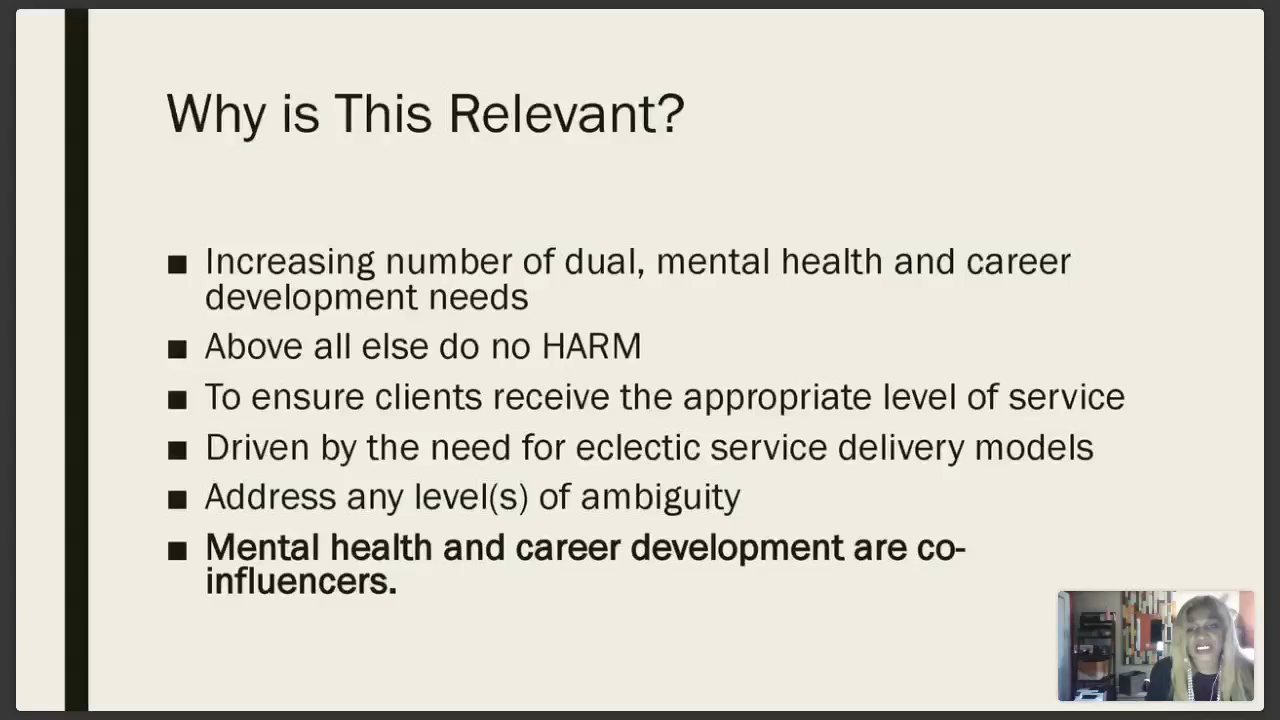 Why is This Relevant?
■ Increasing number of dual, mental health and career
development needs
■ Above all else do no HARM
■ To ensure clients receive the appropriate level of service
■ Driven by the need for eclectic service delivery models
■ Address any level(s) of ambiguity
■ Mental health and career development are co-
influencers.